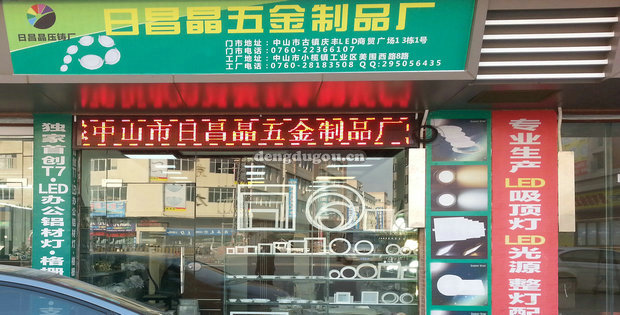 日昌晶压铸厂
日昌晶五金制品厂
门市地址：中山市古镇庆丰LED商贸广场13栋1号
门市电话：0760-22366107
工厂地址：中山市小榄镇工业区美围西路8路
工厂电话：0760-28183508 QQ:295056435
中山市日昌晶五金制品厂
dengdugou.cn
独家首创T7·LED办公铝材灯·格栅
专业生产LED吸顶灯LED光源 整灯配